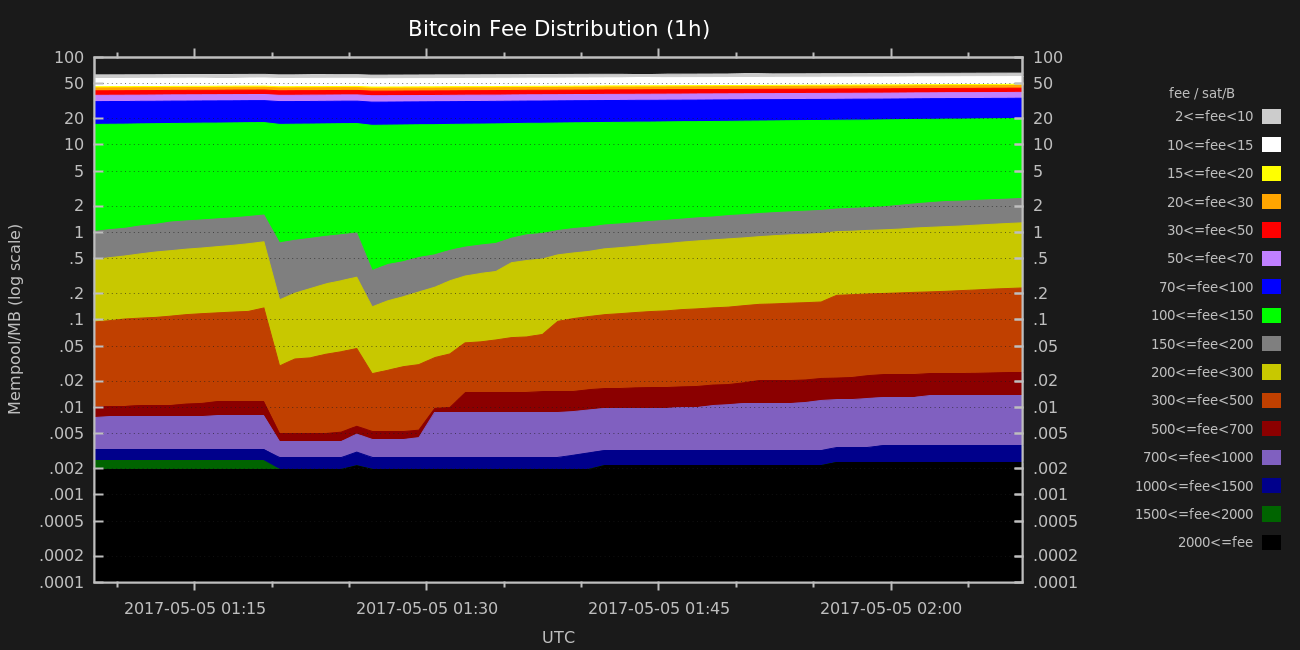 Bitcoin Fee Distribution (1h)
100 100
50 50
20 20
10 10
5 5
2 2
1 1
.5 .5
.2 .2
.1 .1
.05 .05
.02 .02
.01 .01
.005 .005
.002 .002
.001 .001
.0005 .0005
.0002 .0002
.0001 .0001
Mempool/MB (log scale)
2017-05-05 01:15 2017-05-05 01:30 2017-05-05 01:45 2017-05-05 02:00
UTC
fee / sat/B
2<=fee<10
10<=fee<15
15<=fee<20
20<=fee<30
30<=fee<50
50<=fee<70
70<=fee<100
100<=fee<150
150<=fee<200
200<=fee<300
300<=fee<500
500<=fee<700
700<=fee<1000
1000<=fee<1500
1500<=fee<2000
2000<=fee